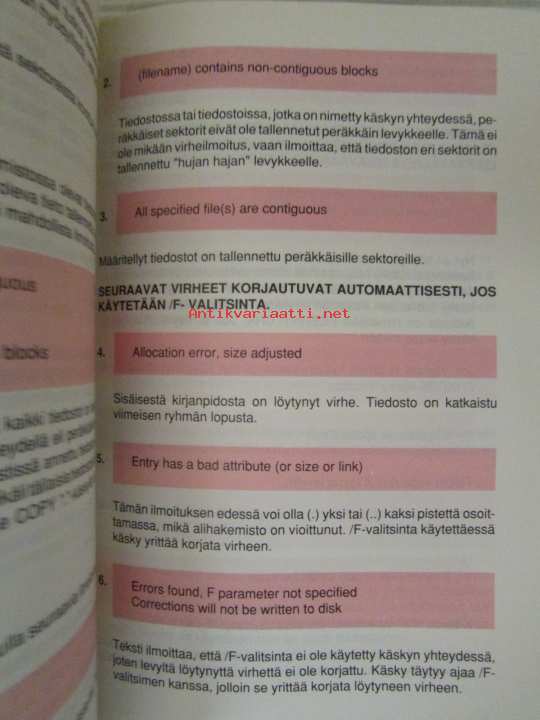 2.
(filename) contains non-contiguous blocks
Tiedostossa tai tiedostoissa, jotka on nimetty käskyn yhteydessä, pe-
räkkäiset sektorit eivät ole tallennetut peräkkäin levykkeelle. Tämä ei
ole mikään virheilmoitus, vaan ilmoittaa, että tiedoston eri sektorit on
tallennettu "hujan hajan" levykkeelle.
3.
All specified file(s) are contiguous
Määritellyt tiedostot on tallennettu peräkkäisille sektoreille.
SEURAAVAT VIRHEET KORJAUTUVAT AUTOMAATTISESTI, JOS
KÄYTETÄÄN /F- VALITSINTA.
Antikvariaatti.net
4.
Allocation error, size adjusted
Sisäisestä kirjanpidosta on löytynyt virhe. Tiedosto on katkaistu
viimeisen ryhmän lopusta.
5.
Entry has a bad attribute (or size or link)
Tämän ilmoituksen edessä voi olla (.) yksi tai (..) kaksi pistettä osoit-
tamassa, mikä alihakemisto on vioittunut. /F-valitsinta käytettäessä
käsky yrittää korjata virheen.
6.
Errors found, F parameter not specified
Corrections will not be written to disk
Teksti ilmoittaa, että /F-valitsinta ei ole käytetty käskyn yhteydessä,
joten levyltä löytynyttä virhettä ei ole korjattu. Käsky täytyy ajaa /F-
valitsimen kanssa, jolloin se yrittää korjata löytyneen virheen.
blocks